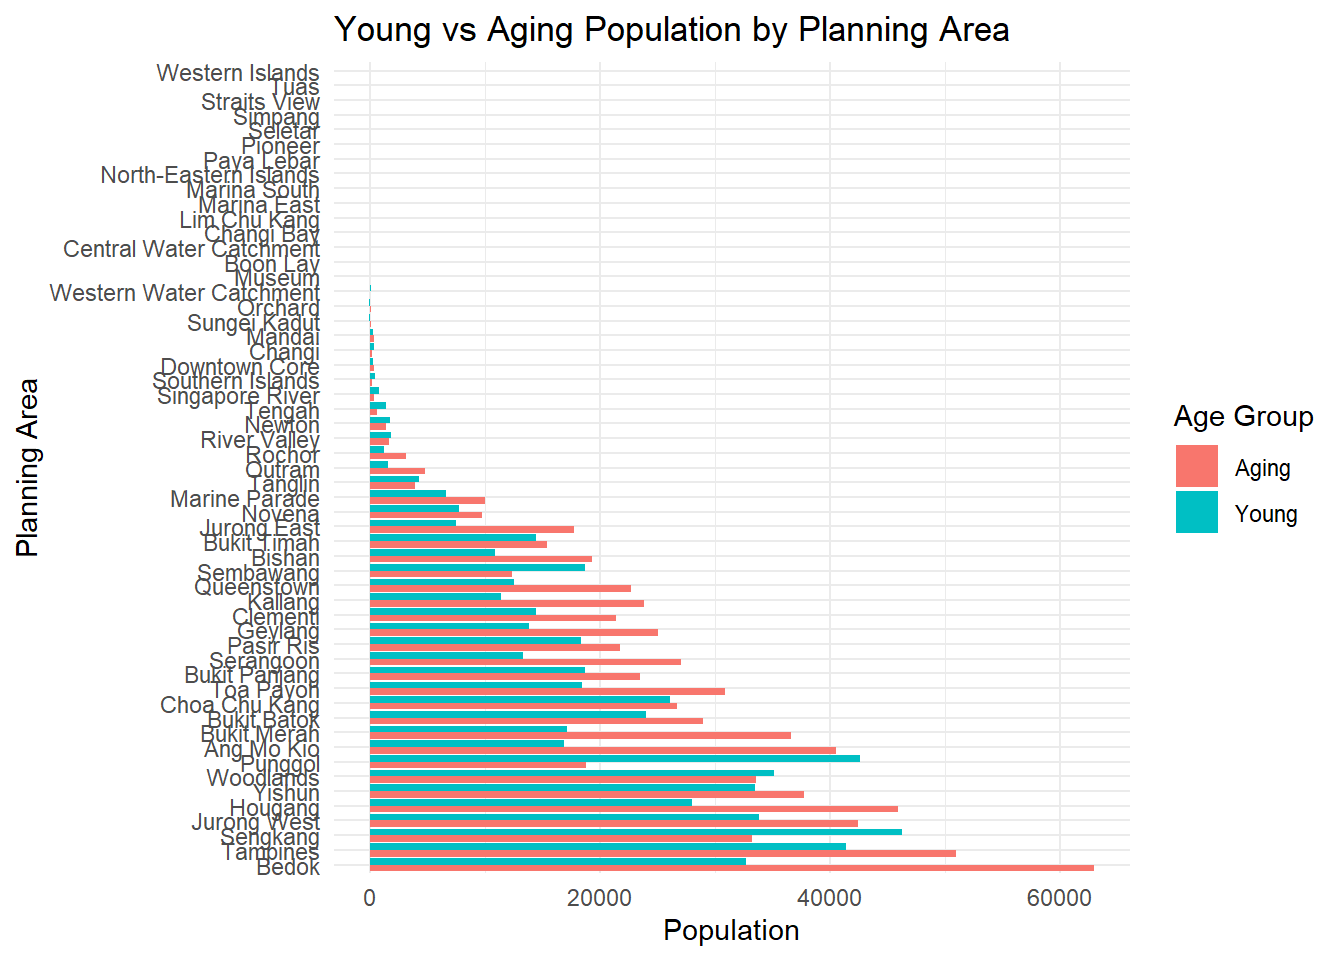 Young vs Aging Population by Planning Area
Western Islands
Tuas
Straits View
Simpang
Seletar
Pioneer
Paya Lebar
North-Eastern Islands
Marina South
Marina East
Lim Chu Kang
Changi Bay
Central Water Catchment
Boon Lay
Museum
Western Water Catchment
Orchard
Sungei Kadut
Mandai
Changi
Downtown Core
Southern Islands
Singapore River
Tengah
Newton
River Valley
Rochor
Outram
Tanglin
Marine Parade
Novena
Jurong East
Bukit Timah
Bishan
Sembawang
Queenstown
Kallang
Clementi
Geylang
Pasir Ris
Serangoon
Bukit Panjang
Toa Payoh
Choa Chu Kang
Bukit Batok
Bukit Merah
Ang Mo Kio
Punggol
Woodlands
Yishun
Hougang
Jurong West
Sengkang
Tampines
Bedok
Planning Area
0 20000 40000 60000
Population
Age Group
Aging
Young